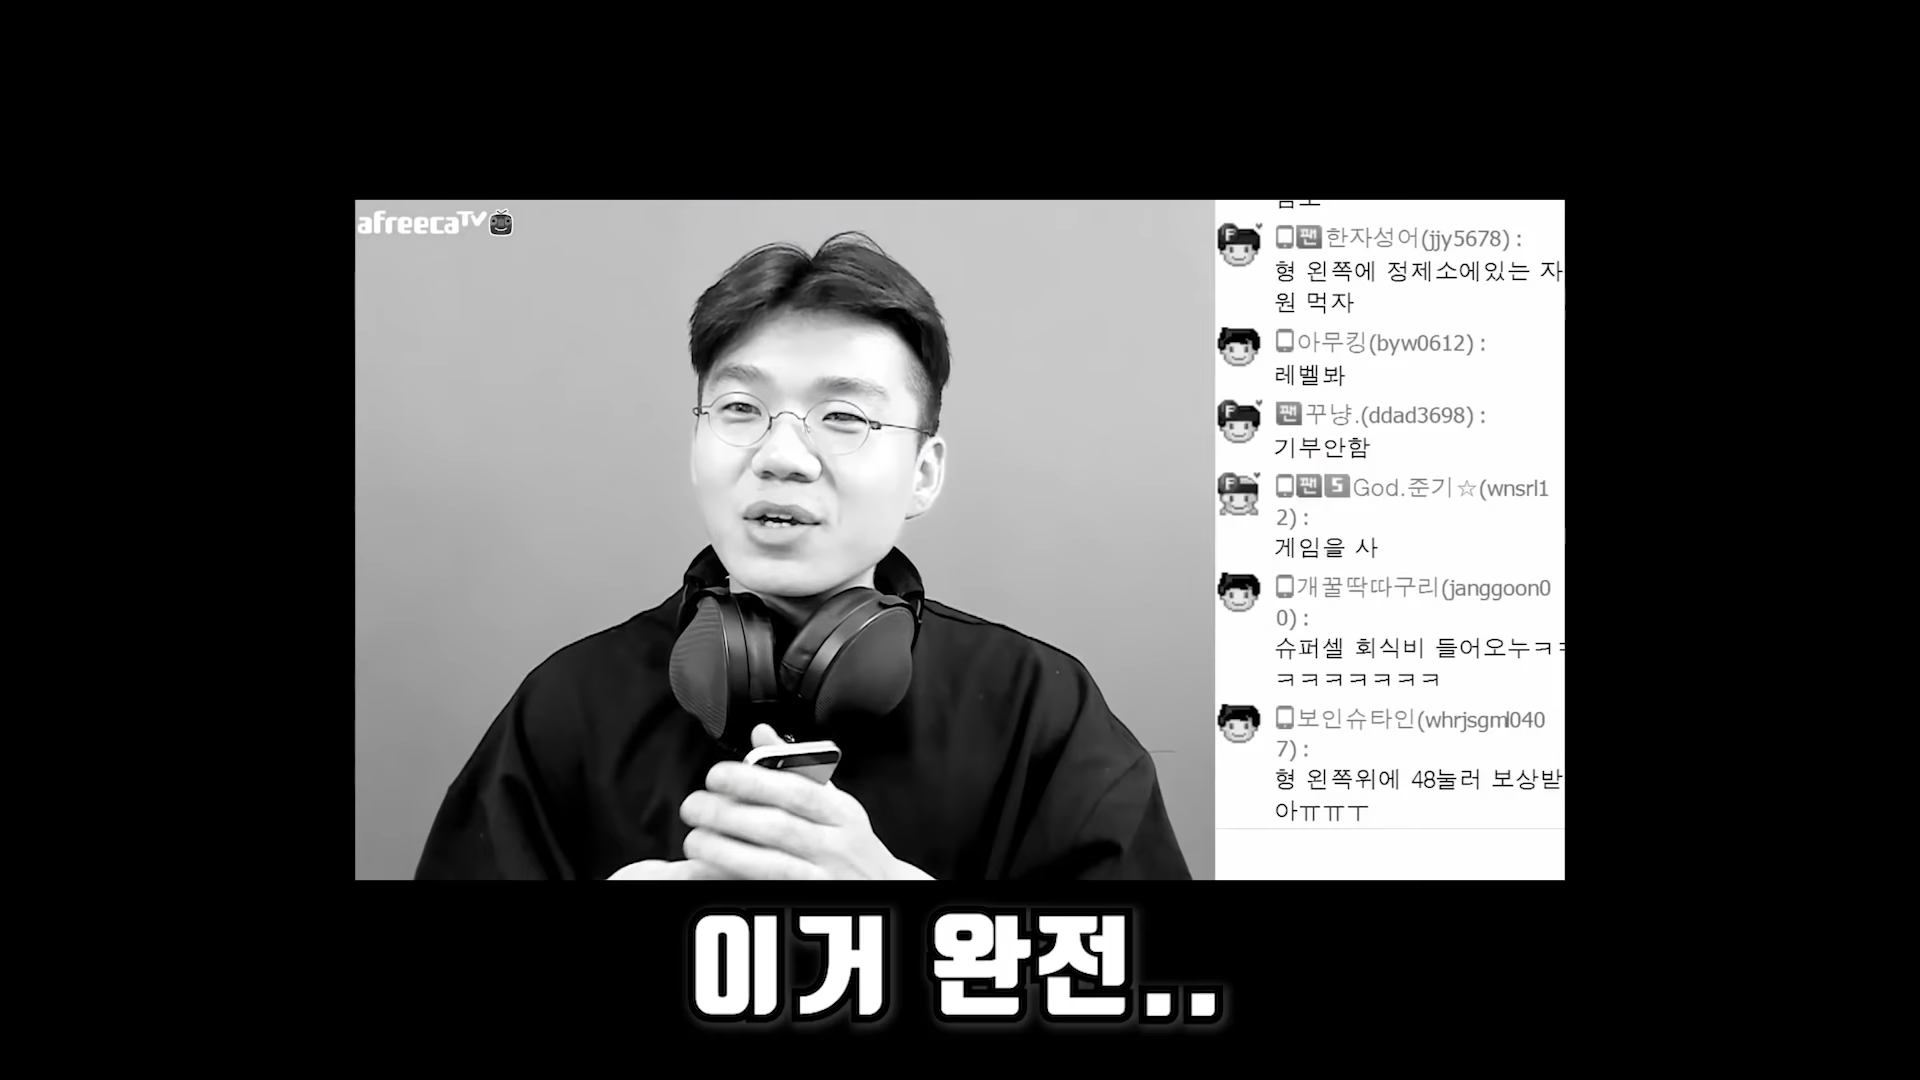 afreecaTV
팬 한자성어(jjy5678) :
형 왼쪽에 정제소에있는 자
원 먹자
아무킹(byw0612) :
레벨봐
팬 꾸냥.(ddad3698) :
기부안함
팬 S God.준기☆(wnsrl1
2) :
게임을 사
개꿀딱따구리(janggoon0
0) :
슈퍼셀 회식비 들어오누ㅋㅋ
ㅋㅋㅋㅋㅋㅋㅋ
보인슈타인(whrjsgml040
7) :
형 왼쪽위에 48눌러 보상받
아ㅠㅠㅜ
이거 완전..